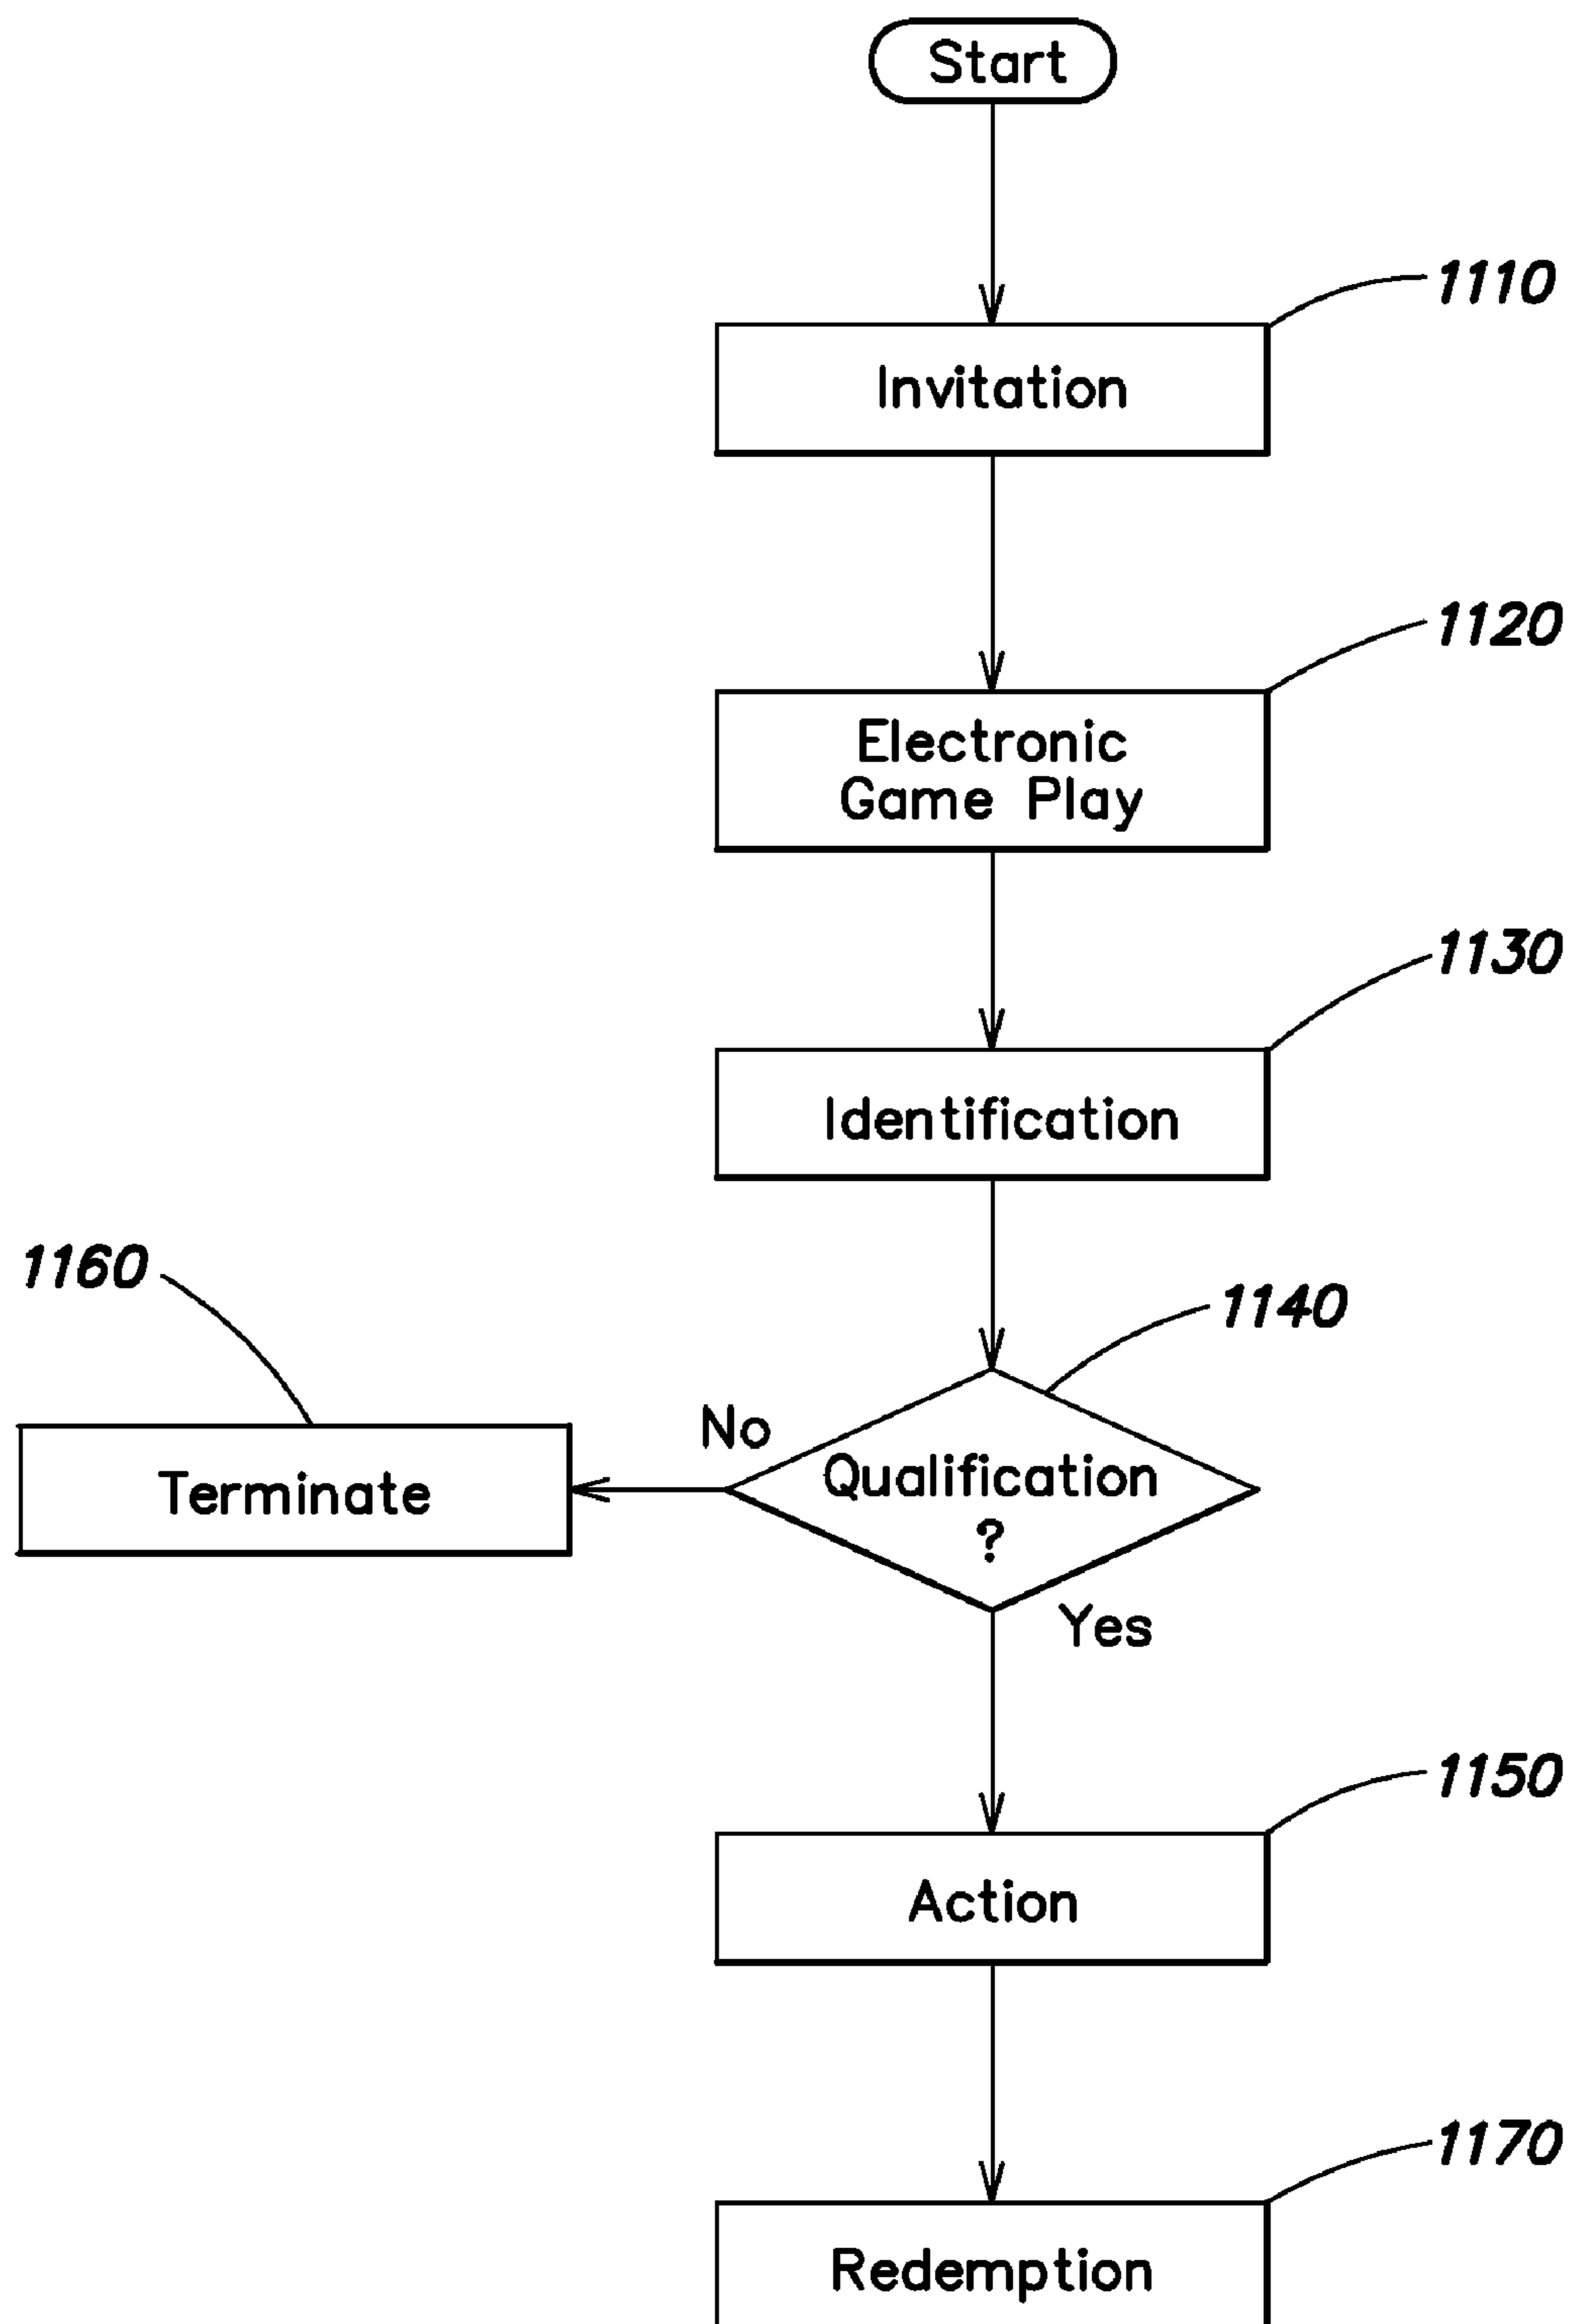 Start
1110
Invitation
1120
Electronic
Game Play
1130
Identification
1160
1140
No
Terminate
Qualification
?
Yes
1150
Action
1170
Redemption